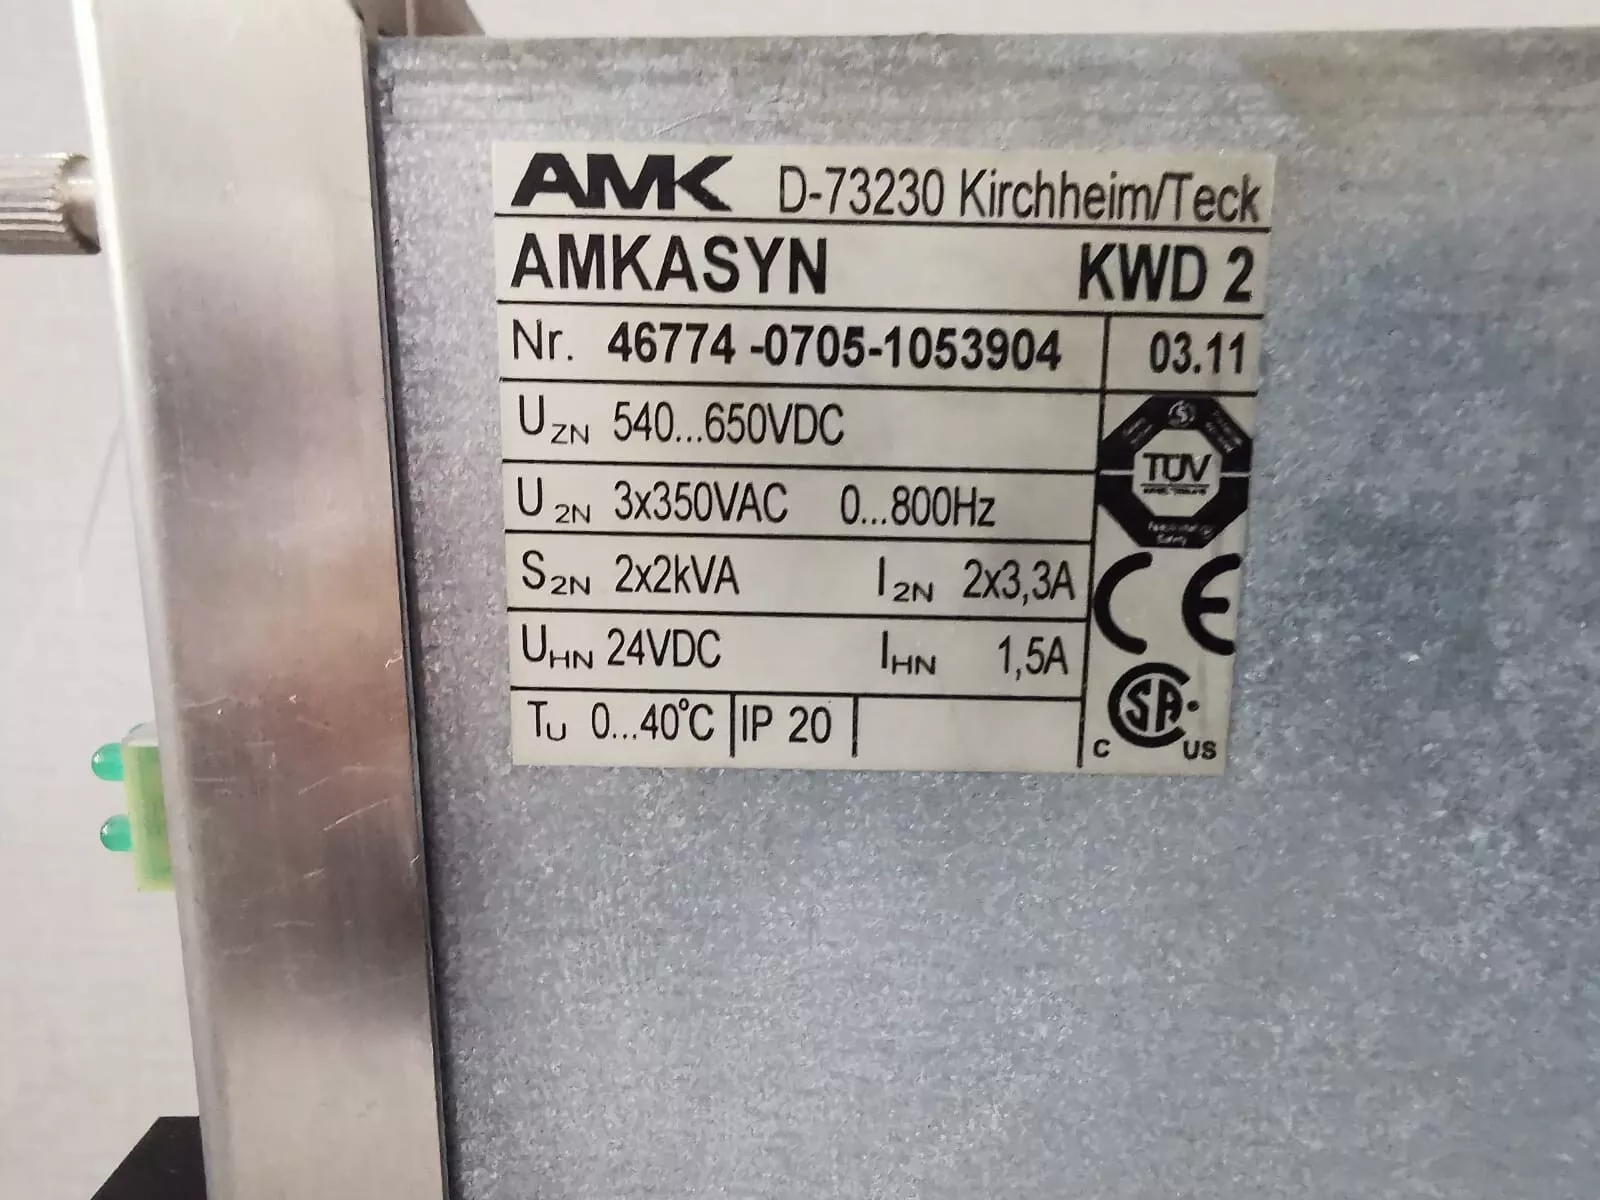 AMK D-73230 Kirchheim/Teck
AMKASYN KWD 2
Nr. 46774 -0705-1053904 03.11
UZN 540...650VDC
U2N 3x350VAC 0...800Hz
S2N 2x2kVA I2N 2x3,3A
UHN 24VDC IHN 1,5A
TU 0...40°C IP 20
TÜV
CE
SA
C US